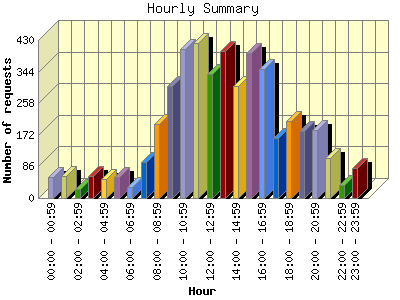 Hourly Summary
Number of requests
430
344
258
172
86
0
00:00 - 00:59
02:00 - 02:59
04:00 - 04:59
06:00 - 06:59
08:00 - 08:59
10:00 - 10:59
12:00 - 12:59
14:00 - 14:59
16:00 - 16:59
18:00 - 18:59
20:00 - 20:59
22:00 - 22:59
23:00 - 23:59
Hour